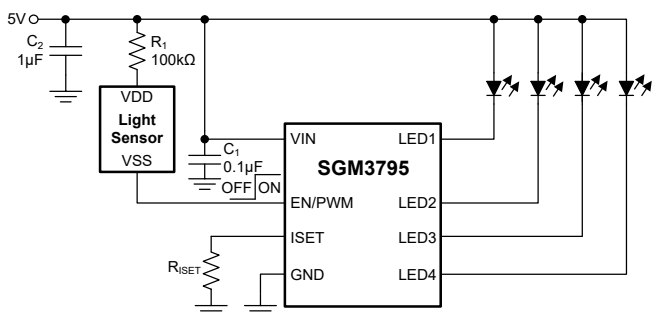 5V
C2
1µF
R1
100kΩ
VDD
Light
Sensor
VSS
C1
0.1µF
OFF ON
VIN
LED1
SGM3795
EN/PWM
LED2
ISET
LED3
RISET
GND
LED4